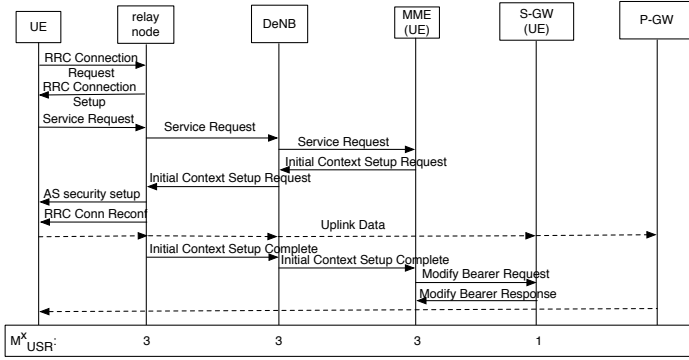 UE
relay
node
DeNB
MME
(UE)
S-GW
(UE)
P-GW
RRC Connection
Request
RRC Connection
Setup
Service Request
Service Request
Service Request
Initial Context Setup Request
Initial Context Setup Request
AS security setup
RRC Conn Reconf
Uplink Data
Initial Context Setup Complete
Initial Context Setup Complete
Modify Bearer Request
Modify Bearer Response
M^X_USR: 3 3 3 1